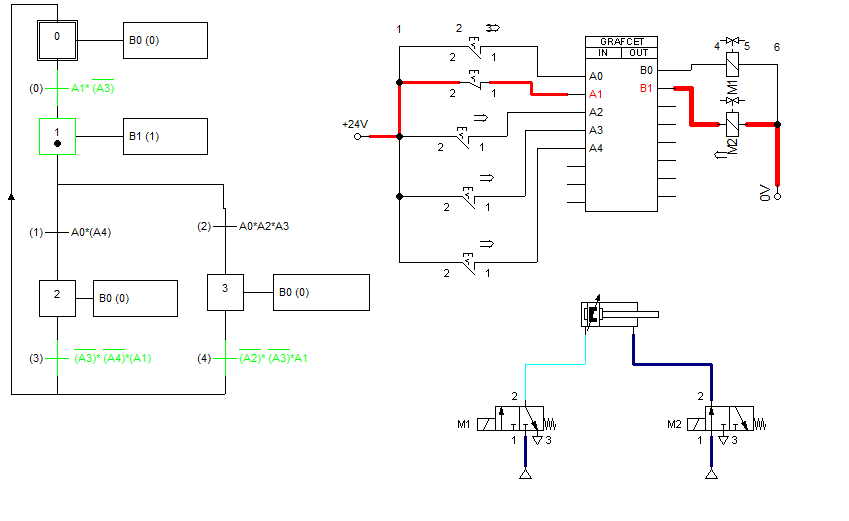 0
B0 (0)
(0) A1* (A3)
1
B1 (1)
(1) A0*(A4)
(2) A0*A2*A3
2
B0 (0)
3
B0 (0)
(3) (A3)* (A4)*(A1)
(4) (A2)* (A3)*A1
1 2 3
GRAFCET
IN OUT
2 1
A0
B0
2 1
A1
B1
+24V
2 1
A2
A3
A4
2 1
2 1
4 5 6
M1
M2
0V
2
M1
1 3
2
M2
1 3